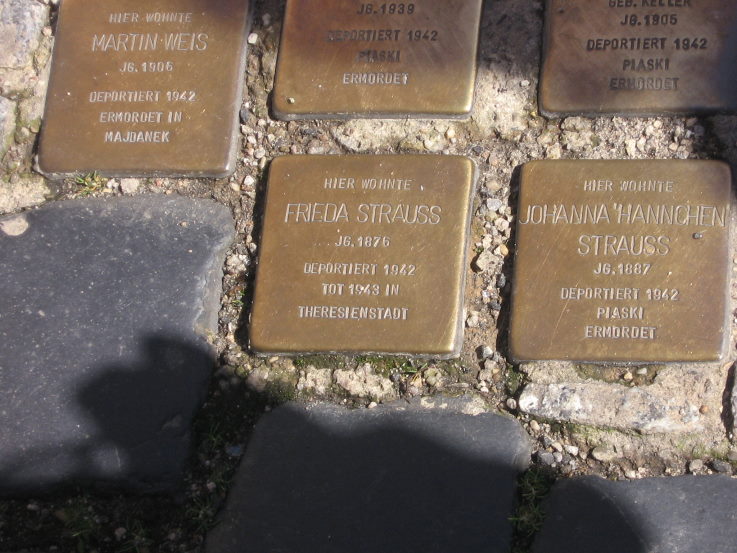 HIER WOHNTE
MARTIN WEIS
JG. 1906
DEPORTIERT 1942
ERMORDET IN
MAJDANEK
JG. 1939
DEPORTIERT 1942
PIASKI
ERMORDET
GEB. KELLER
JG. 1905
DEPORTIERT 1942
PIASKI
ERMORDET
HIER WOHNTE
FRIEDA STRAUSS
JG. 1876
DEPORTIERT 1942
TOT 1943 IN
THERESIENSTADT
HIER WOHNTE
JOHANNA 'HANNCHEN'
STRAUSS
JG. 1887
DEPORTIERT 1942
PIASKI
ERMORDET